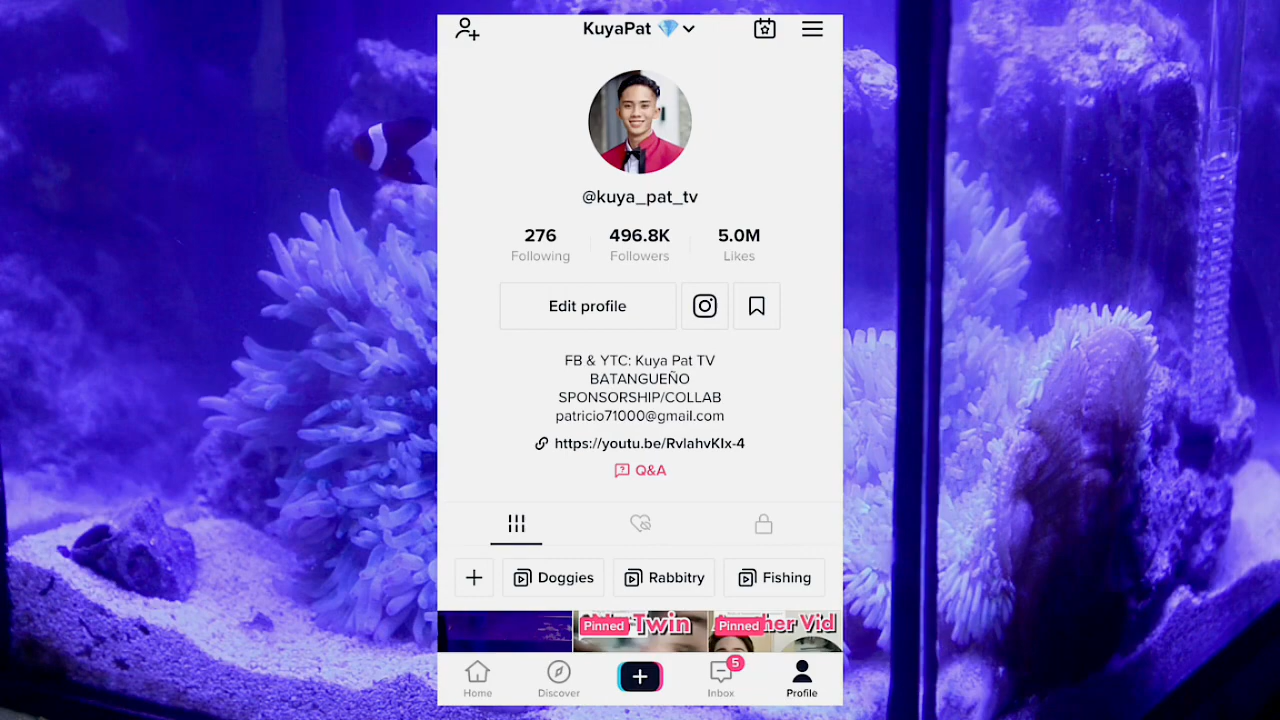 KuyaPat 💎
@kuya_pat_tv
276 496.8K 5.0M
Following Followers Likes
Edit profile
FB & YTC: Kuya Pat TV
BATANGUEÑO
SPONSORSHIP/COLLAB
patricio71000@gmail.com
https://youtu.be/RvlahvKIx-4
Q&A
Doggies Rabbitry Fishing
Pinned Twin Pinned Vid
5
Home Discover Inbox Profile